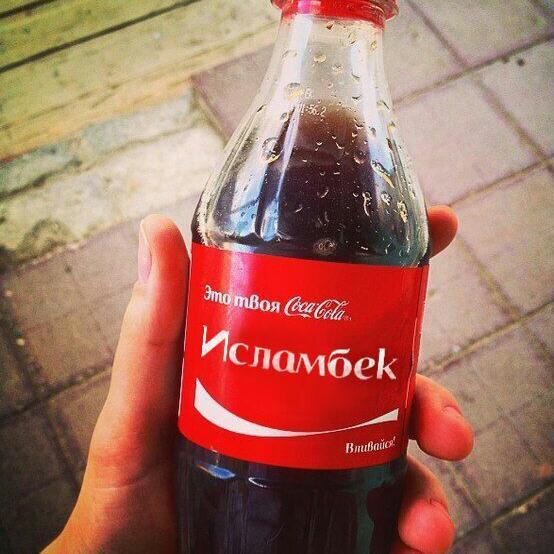 Это твоя Coca-Cola
Исламбек
Вливайся!